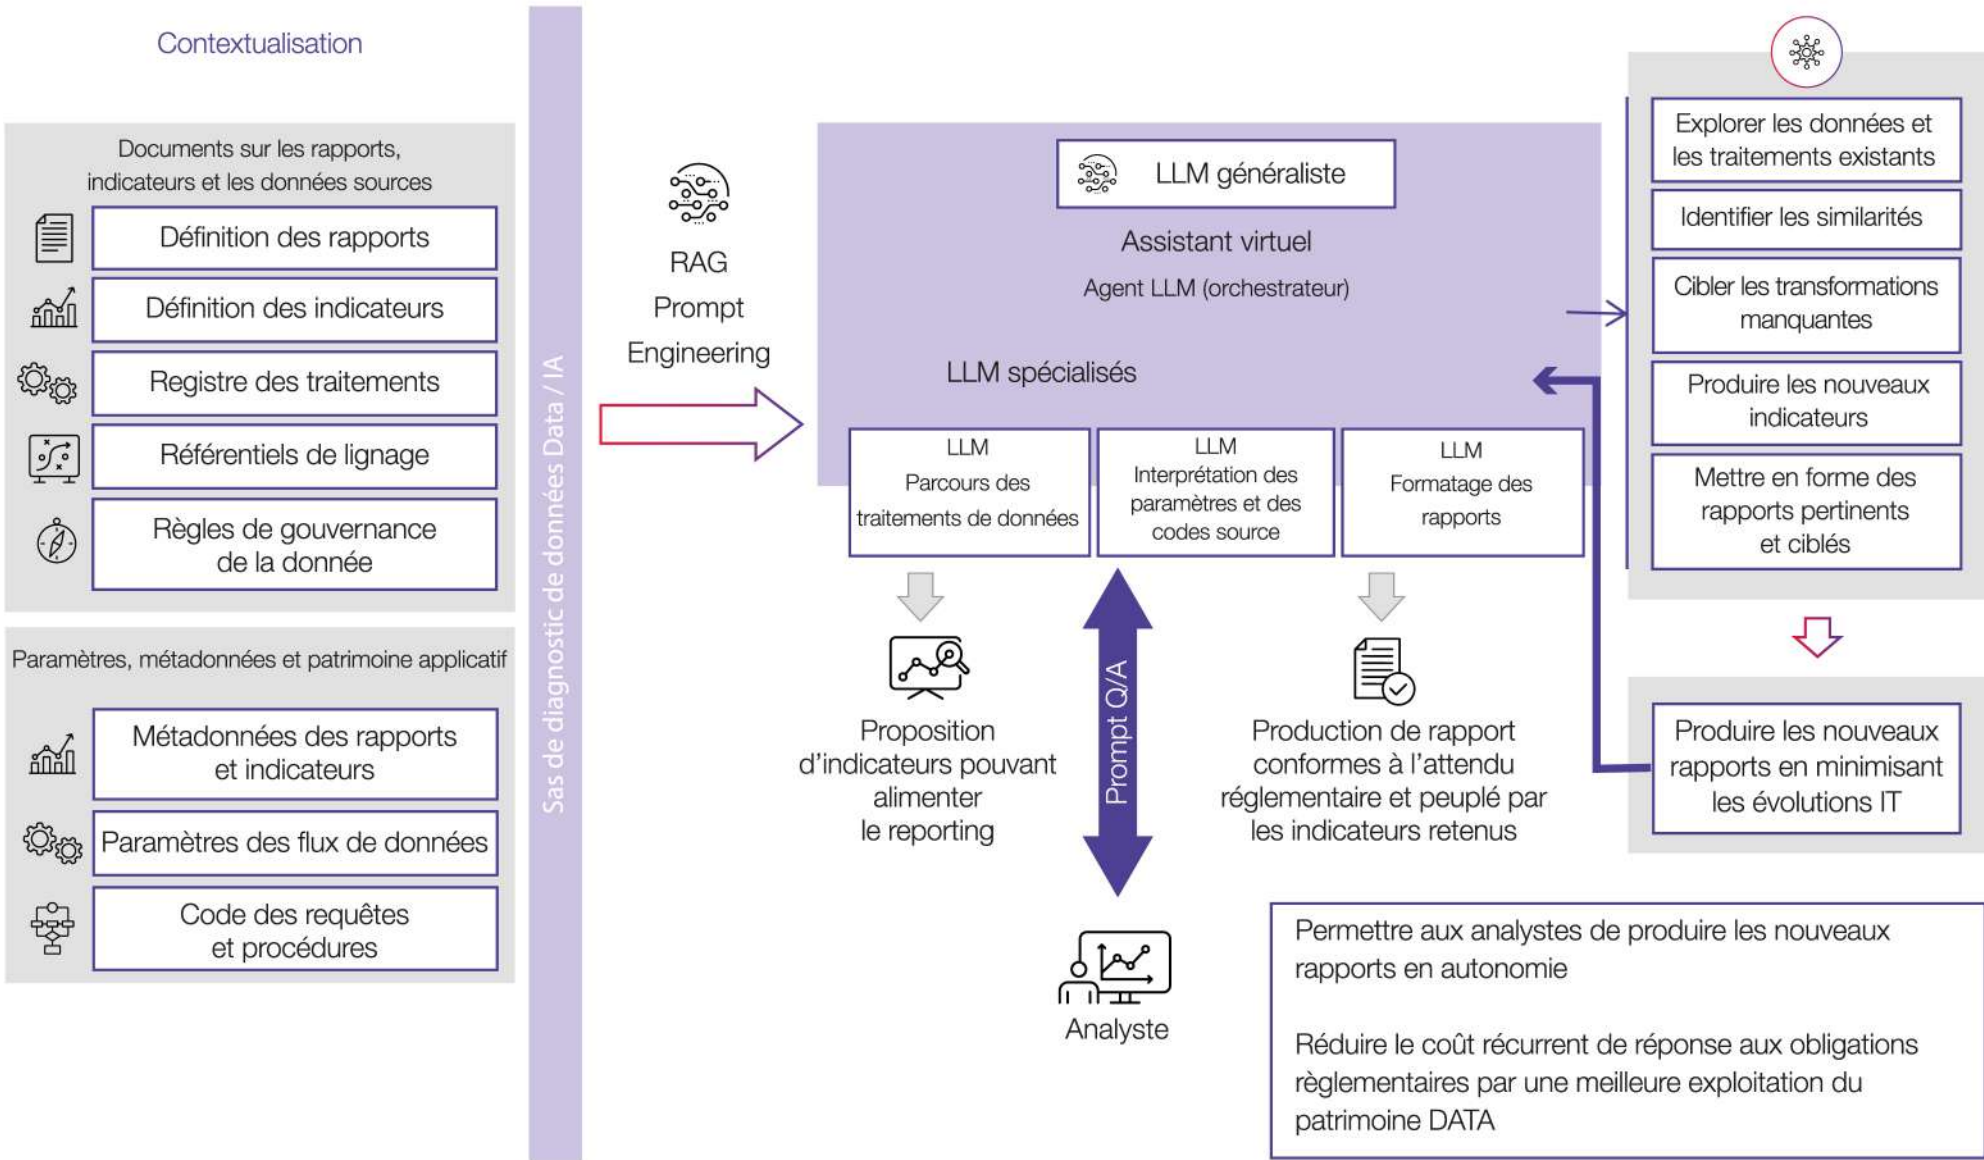 Contextualisation
Documents sur les rapports,
indicateurs et les données sources
Définition des rapports
Définition des indicateurs
Registre des traitements
Référentiels de lignage
Règles de gouvernance
de la donnée
Paramètres, métadonnées et patrimoine applicatif
Métadonnées des rapports
et indicateurs
Paramètres des flux de données
Code des requêtes
et procédures
Sas de diagnostic de données Data / IA
RAG
Prompt
Engineering
LLM généraliste
Assistant virtuel
Agent LLM (orchestrateur)
LLM spécialisés
LLM
Parcours des
traitements de données
LLM
Interprétation des
paramètres et des
codes source
LLM
Formatage des
rapports
Proposition
d'indicateurs pouvant
alimenter
le reporting
Prompt Q/A
Production de rapport
conformes à l'attendu
réglementaire et peuplé par
les indicateurs retenus
Analyste
Explorer les données et
les traitements existants
Identifier les similarités
Cibler les transformations
manquantes
Produire les nouveaux
indicateurs
Mettre en forme des
rapports pertinents
et ciblés
Produire les nouveaux
rapports en minimisant
les évolutions IT
Permettre aux analystes de produire les nouveaux
rapports en autonomie
Réduire le coût récurrent de réponse aux obligations
règlementaires par une meilleure exploitation du
patrimoine DATA